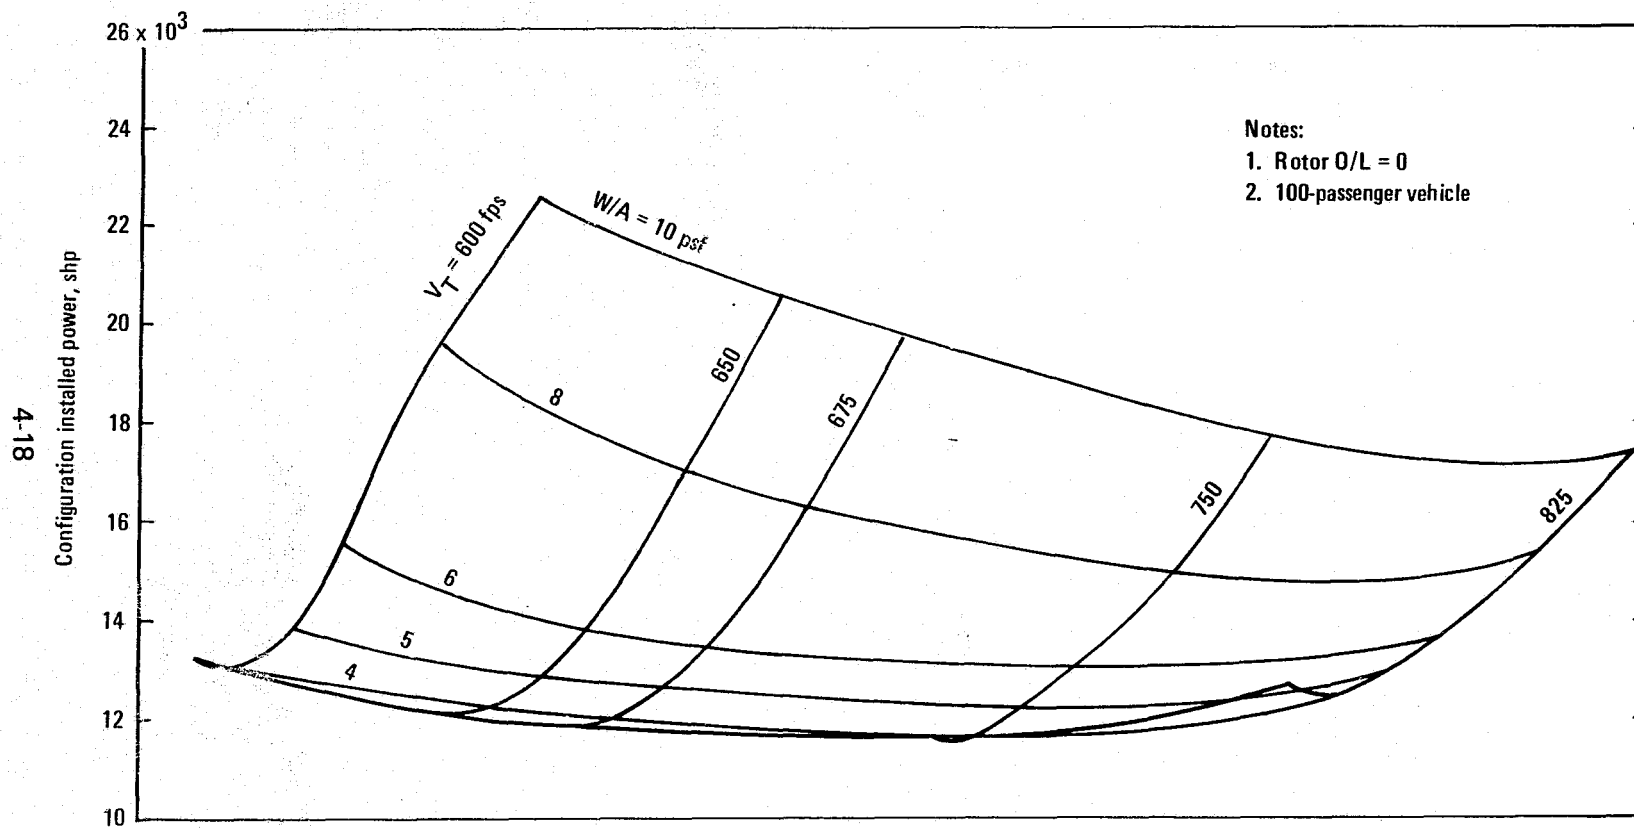 26 x 10³
24
22
20
18
16
14
12
10
Configuration installed power, shp
4-18
Notes:
1. Rotor O/L = 0
2. 100-passenger vehicle
V_T = 600 fps
W/A = 10 psf
650
675
750
825
8
6
5
4